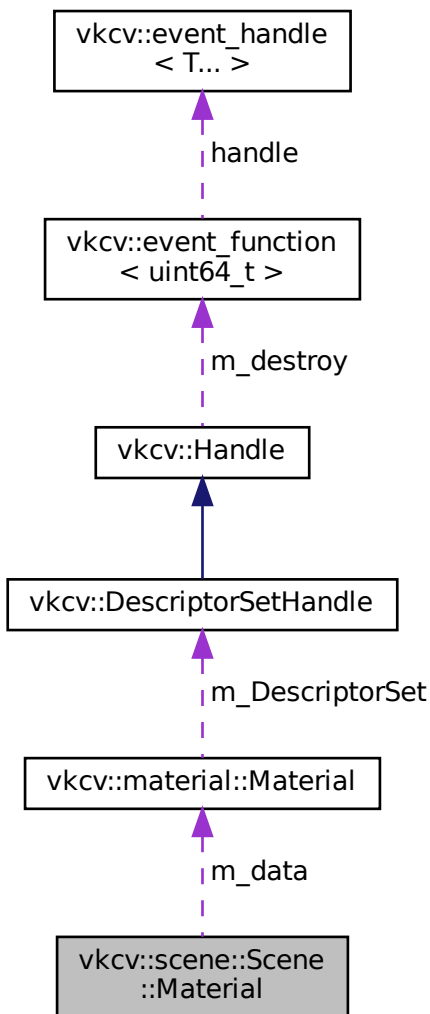 vkcv::event_handle
< T... >
handle
vkcv::event_function
< uint64_t >
m_destroy
vkcv::Handle
vkcv::DescriptorSetHandle
m_DescriptorSet
vkcv::material::Material
m_data
vkcv::scene::Scene
::Material